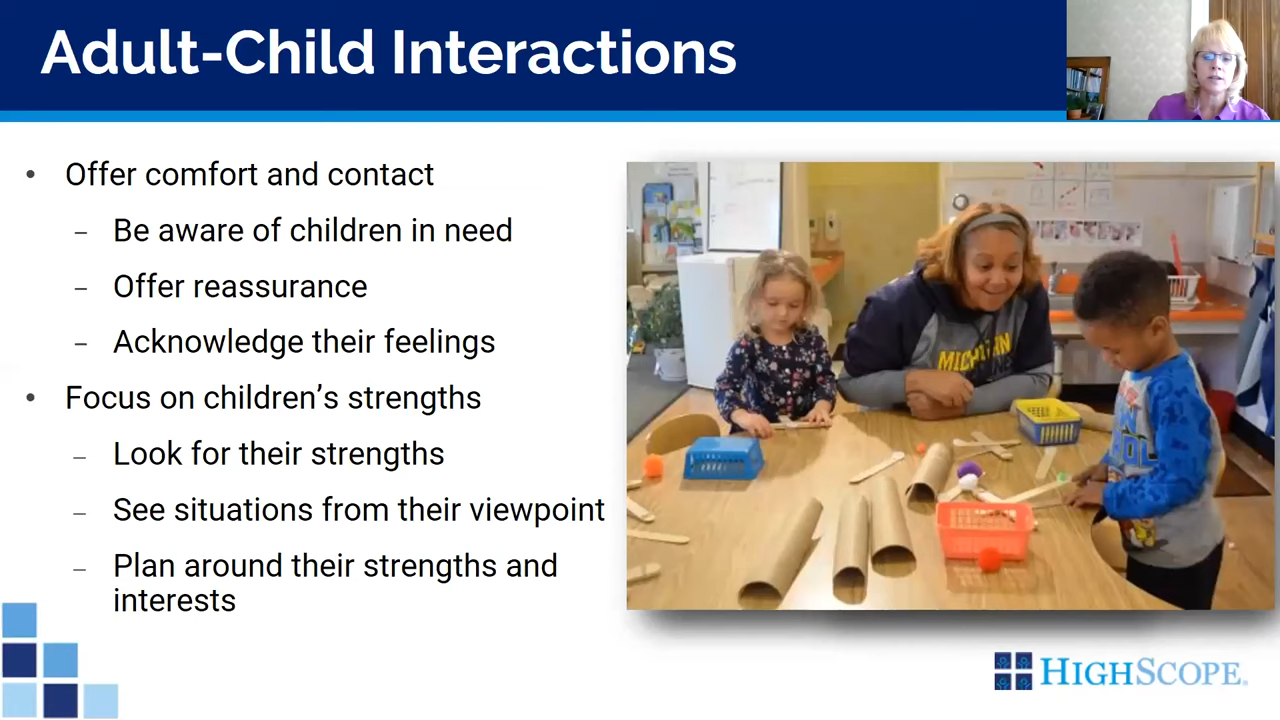 Adult-Child Interactions
• Offer comfort and contact
– Be aware of children in need
– Offer reassurance
– Acknowledge their feelings
• Focus on children’s strengths
– Look for their strengths
– See situations from their viewpoint
– Plan around their strengths and
interests
HIGHSCOPE®